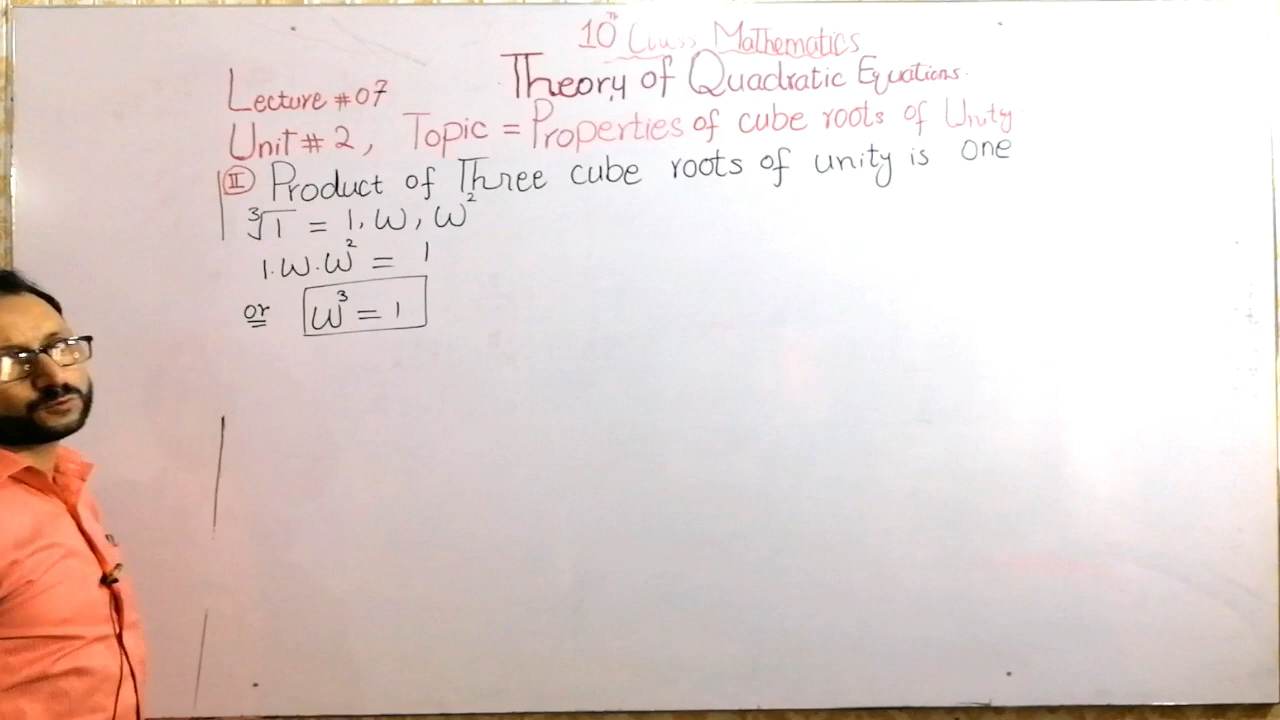 10th Class Mathematics
Theory of Quadratic Equations.
Lecture # 07
Unit # 2, Topic = Properties of cube roots of Unity
II Product of Three cube roots of unity is one
∛1 = 1, ω, ω²
1.ω.ω² = 1
or ω³ = 1